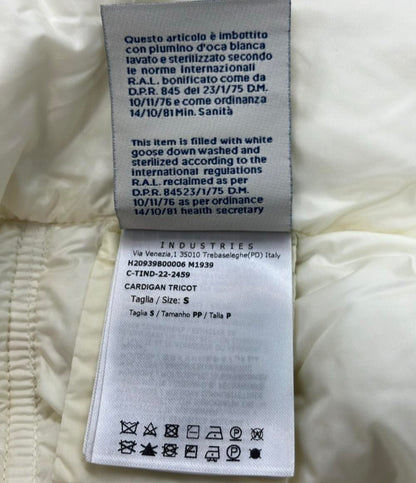 Questo articolo è imbottito
con piumino d'oca bianca
lavato e sterilizzato secondo
le norme internazionali
R.A.L. bonificato come da
D.P.R. 845 del 23/1/75 D.M.
10/11/76 e come ordinanza
14/10/81 Min. Sanità
This item is filled with white
goose down washed and
sterilized according to the
international regulations
R.A.L. reclaimed as per
D.P.R. 84523/1/75 D.M.
10/11/76 as per ordinance
14/10/81 health secretary
INDUSTRIES
Via Venezia,1 35010 Trebaseleghe(PD) Italy
H20939B00006 M1939
C-TIND-22-2459
CARDIGAN TRICOT
Taglia / Size: S
Taglia S / Tamanho PP / Talla P